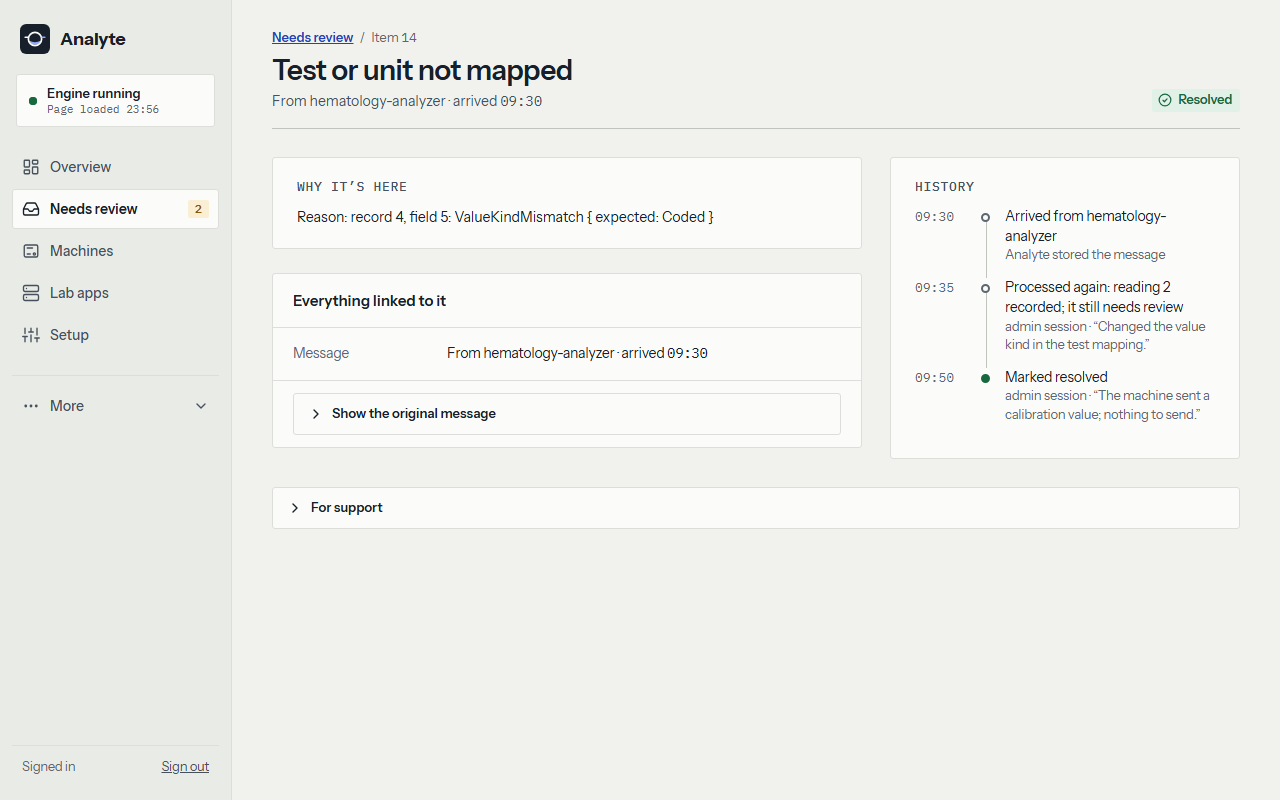 Analyte
Engine running
Page loaded 23:56
Overview
Needs review 2
Machines
Lab apps
Setup
More
Signed in Sign out
Needs review / Item 14
Test or unit not mapped
From hematology-analyzer · arrived 09:30
Resolved
WHY IT’S HERE
Reason: record 4, field 5: ValueKindMismatch { expected: Coded }
Everything linked to it
Message From hematology-analyzer · arrived 09:30
Show the original message
HISTORY
09:30 Arrived from hematology-
analyzer
Analyte stored the message
09:35 Processed again: reading 2
recorded; it still needs review
admin session · “Changed the value
kind in the test mapping.”
09:50 Marked resolved
admin session · “The machine sent a
calibration value; nothing to send.”
For support